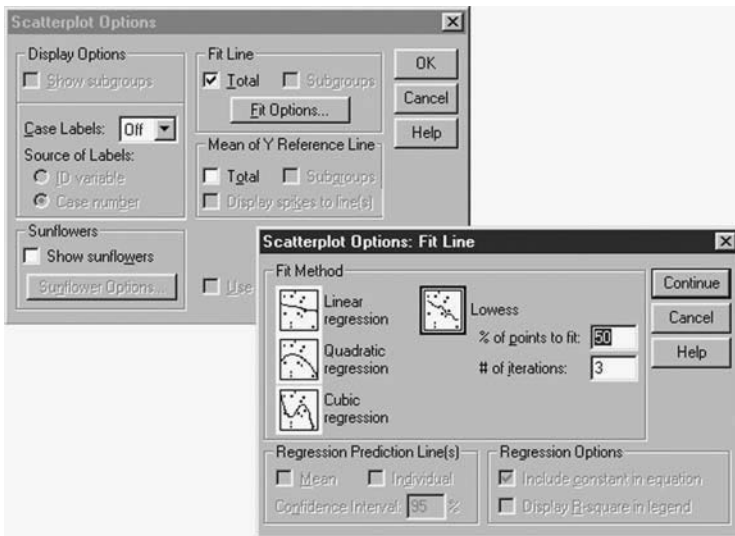 Scatterplot Options
Display Options
Show subgroups
Case Labels: Off
Source of Labels:
ID variable
Case number
Sunflowers
Show sunflowers
Sunflower Options...
Fit Line
Total Subgroups
Fit Options...
Mean of Y Reference Line
Total Subgroups
Display spikes to line(s)
Use
OK
Cancel
Help
Scatterplot Options: Fit Line
Fit Method
Linear
regression
Quadratic
regression
Cubic
regression
Lowess
% of points to fit: 50
# of iterations: 3
Continue
Cancel
Help
Regression Prediction Line(s)
Mean Individual
Confidence Interval: 95 %
Regression Options
Include constant in equation
Display R-square in legend